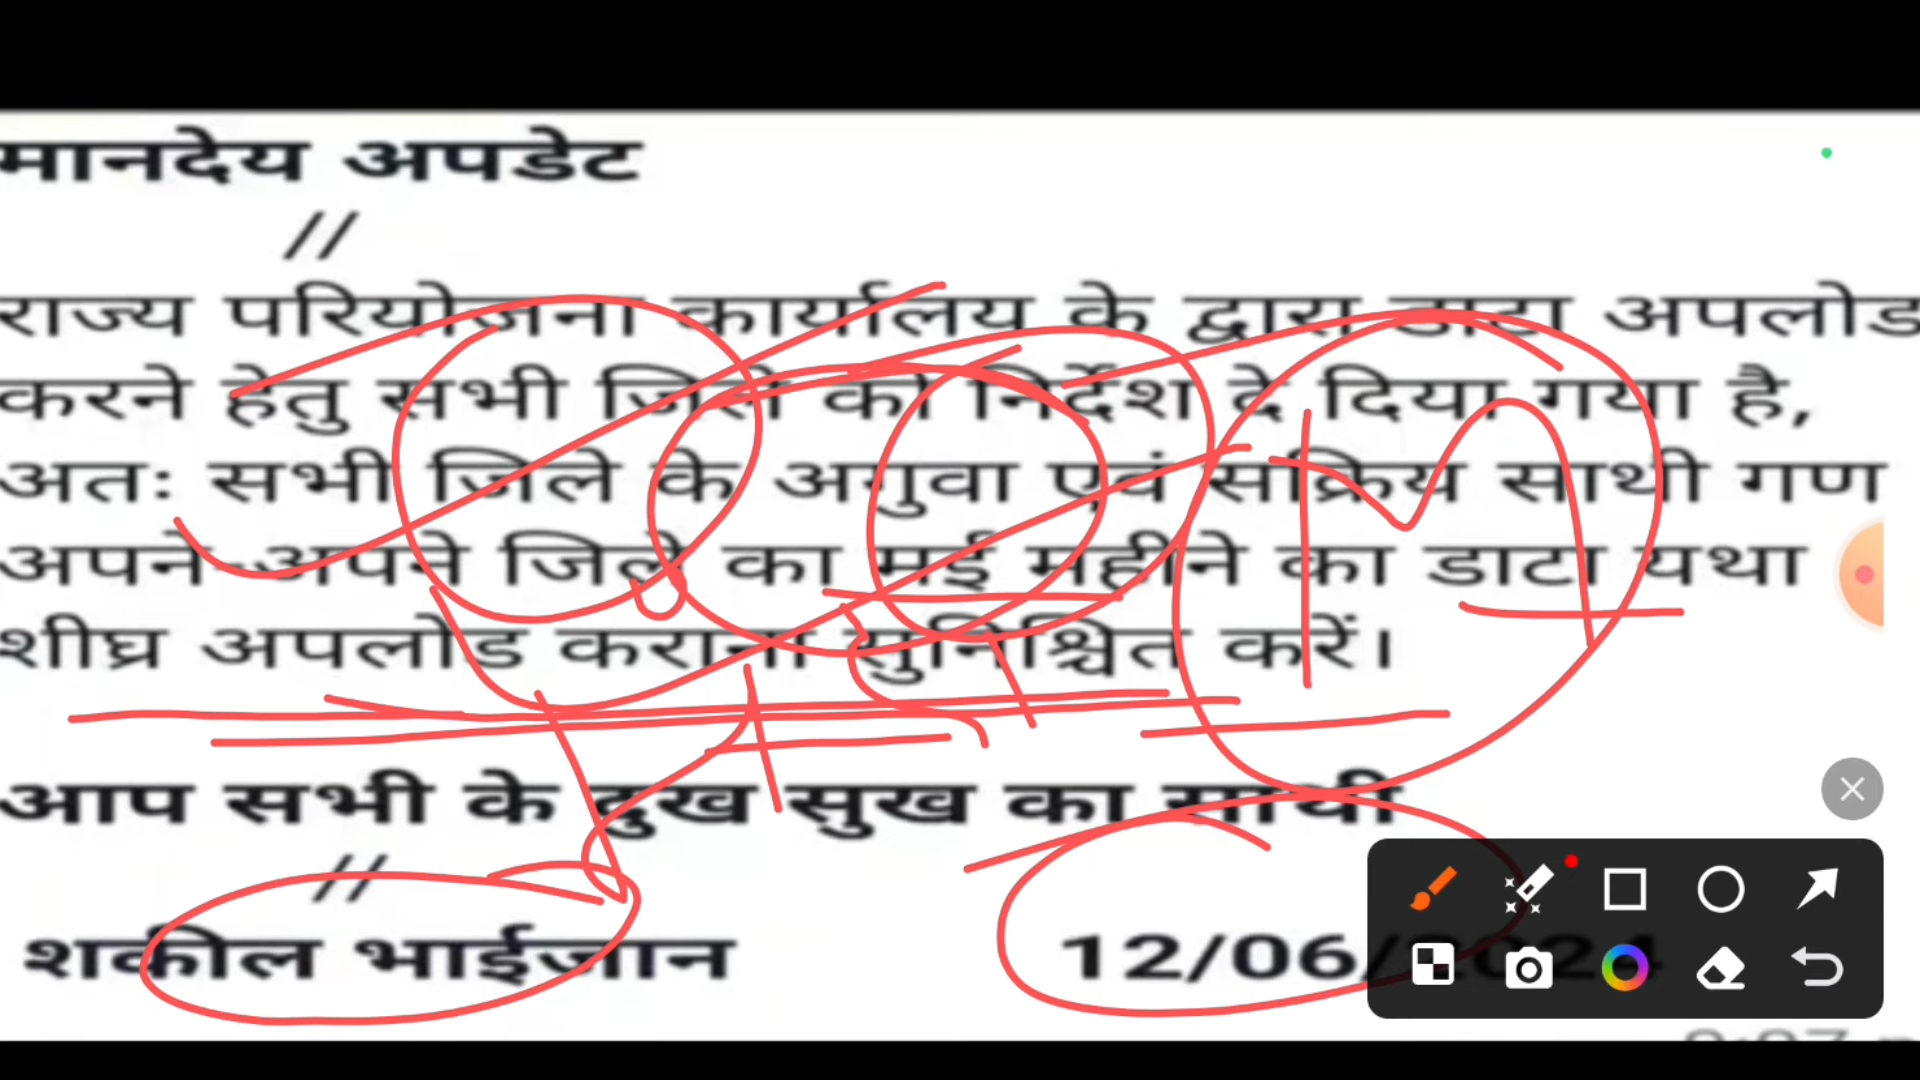 मानदेय अपडेट
//
राज्य परियोजना कार्यालय के द्वारा डाटा अपलोड
करने हेतु सभी जिले को निर्देश दे दिया गया है,
अतः सभी जिले के अगुवा एवं सक्रिय साथी गण
अपने अपने जिले का मई महीने का डाटा यथा
शीघ्र अपलोड कराना सुनिश्चित करें।
आप सभी के दुख सुख का साथी
//
शकील भाईजान 12/06/2024